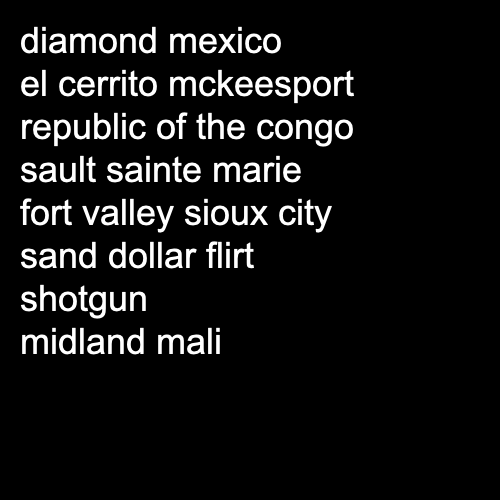 diamond mexico
el cerrito mckeesport
republic of the congo
sault sainte marie
fort valley sioux city
sand dollar flirt
shotgun
midland mali